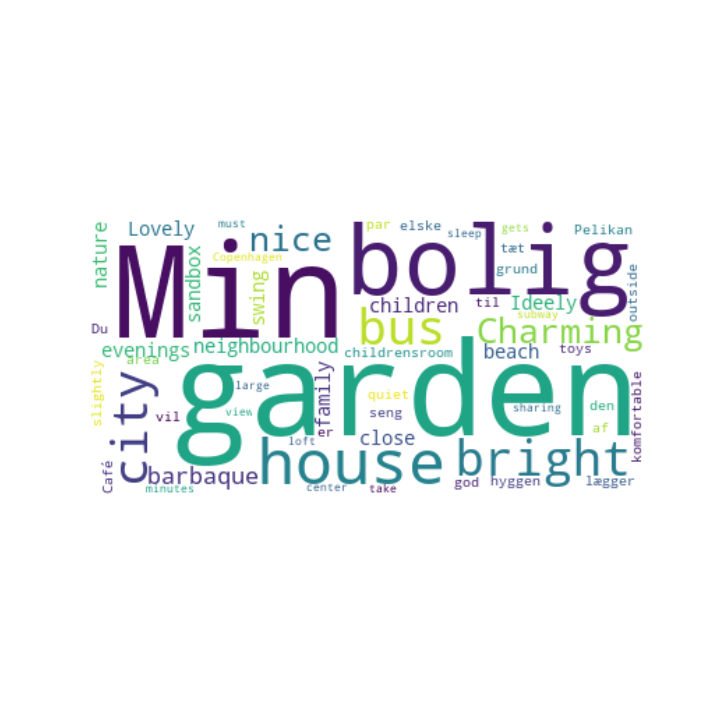 must
par
elske
gets
Lovely
nice
sleep
Pelikan
nature
bolig
Min
tæt
Copenhagen
grund
sandbox
swing
outside
children
til
Ideely
bus
subway
Du
Charming
evenings
neighbourhood
childrensroom
beach
toys
area
garden
slightly
city
large
family
quiet
komfortable
vil
view
seng
sharing
den
er
af
loft
close
house
bright
Café
barbaque
minutes
center
take
god
hyggen
lægger